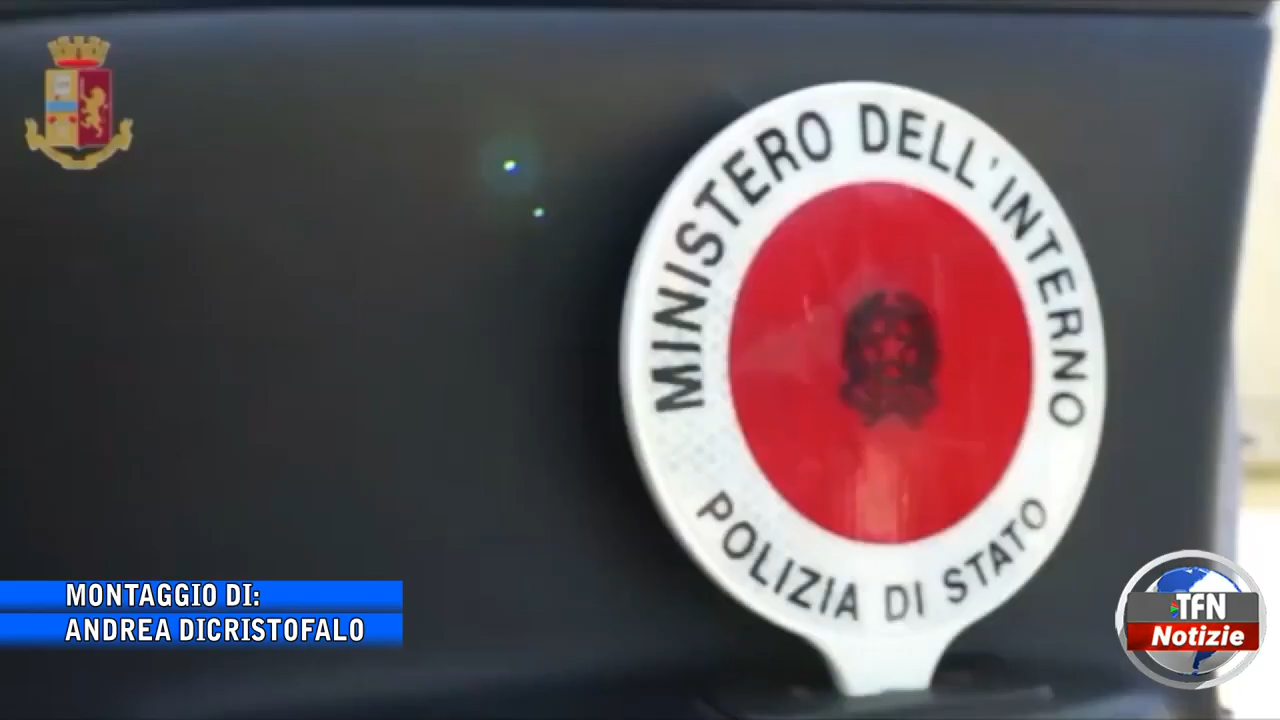 MINISTERO DELL'INTERNO
POLIZIA DI STATO
MONTAGGIO DI:
ANDREA DICRISTOFALO
TFN
Notizie